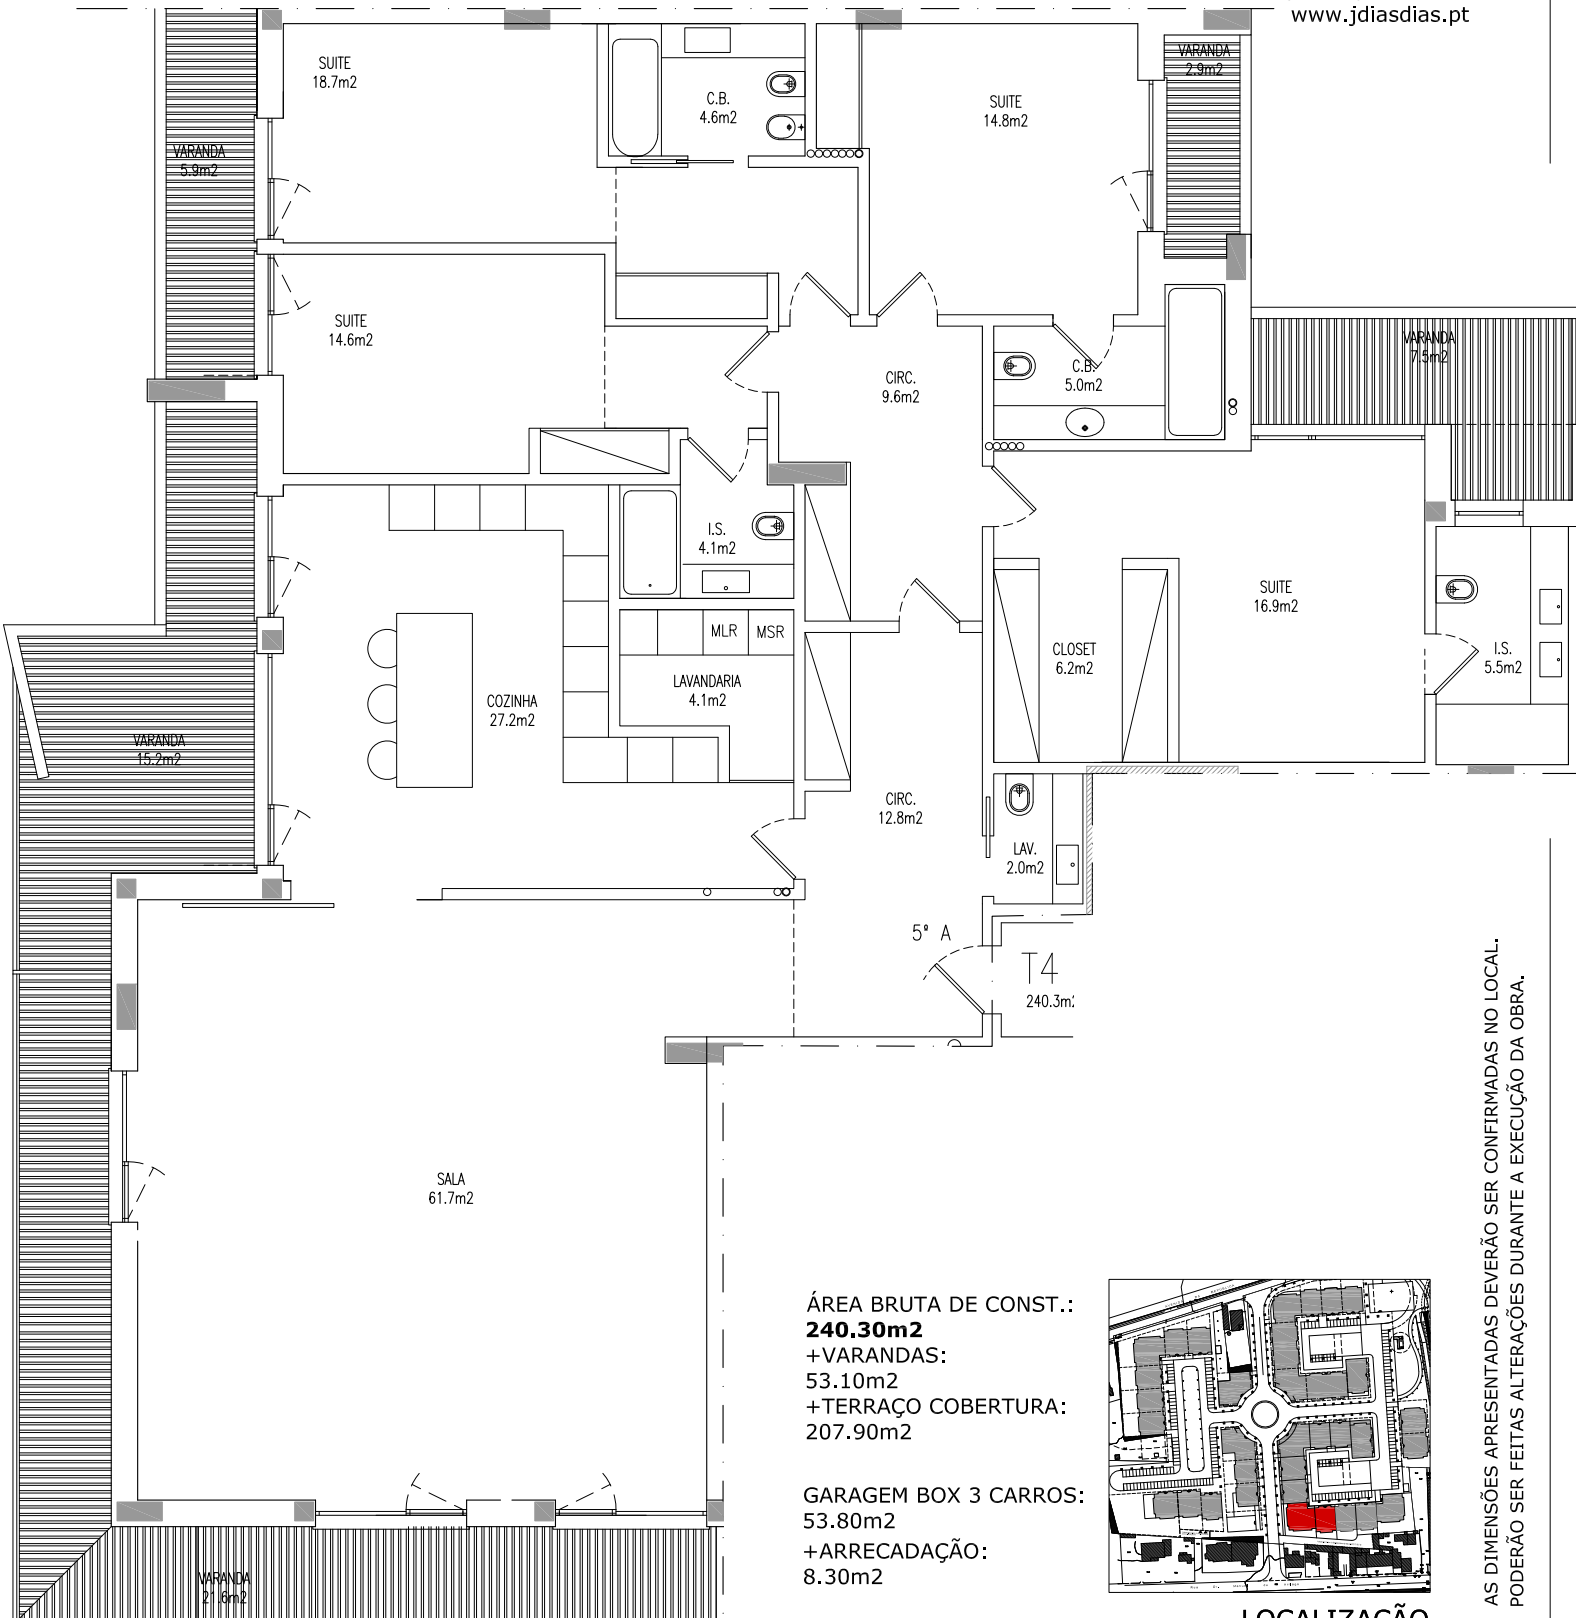 www.jdiasdias.pt
SUITE
18.7m2
C.B.
4.6m2
SUITE
14.8m2
VARANDA
2.9m2
VARANDA
5.9m2
SUITE
14.6m2
CIRC.
9.6m2
C.B.
5.0m2
VARANDA
7.5m2
I.S.
4.1m2
SUITE
16.9m2
MLR
MSR
CLOSET
6.2m2
I.S.
5.5m2
LAVANDARIA
4.1m2
COZINHA
27.2m2
VARANDA
15.2m2
CIRC.
12.8m2
LAV.
2.0m2
5º A
T4
240.3m2
SALA
61.7m2
VARANDA
21.6m2
ÁREA BRUTA DE CONST.:
240.30m2
+VARANDAS:
53.10m2
+TERRAÇO COBERTURA:
207.90m2
GARAGEM BOX 3 CARROS:
53.80m2
+ARRECADAÇÃO:
8.30m2
LOCALIZAÇÃO
AS DIMENSÕES APRESENTADAS DEVERÃO SER CONFIRMADAS NO LOCAL.
PODERÃO SER FEITAS ALTERAÇÕES DURANTE A EXECUÇÃO DA OBRA.